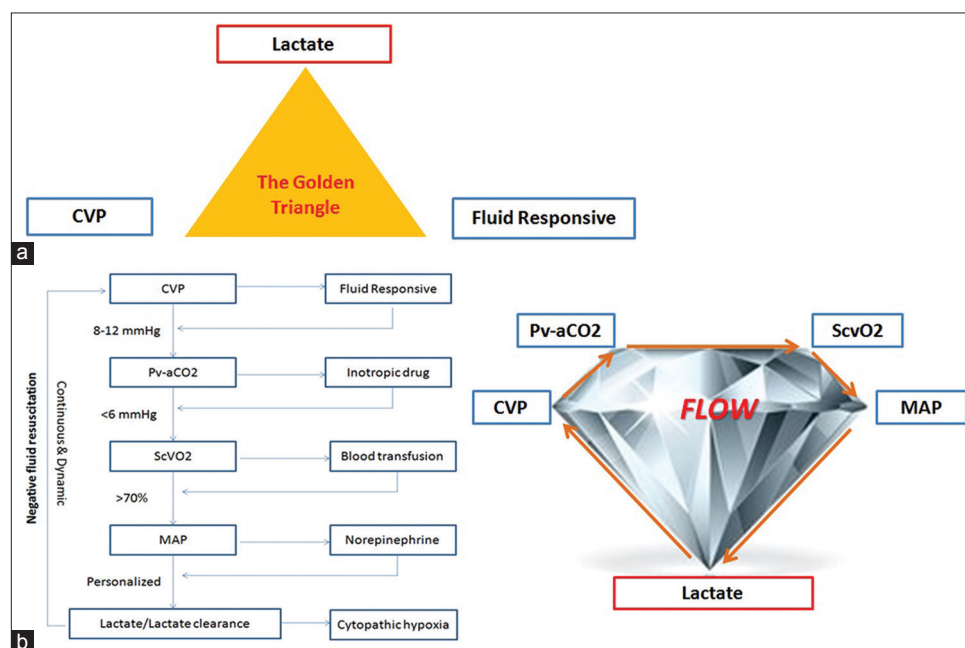 Lactate
The Golden
Triangle
CVP
Fluid Responsive
a
CVP
Fluid Responsive
8-12 mmHg
Pv-aCO2
Inotropic drug
<6 mmHg
ScVO2
Blood transfusion
>70%
MAP
Norepinephrine
Personalized
Lactate/Lactate clearance
Cytopathic hypoxia
Negative fluid resuscitation
Continuous & Dynamic
b
Pv-aCO2
ScvO2
CVP
FLOW
MAP
Lactate